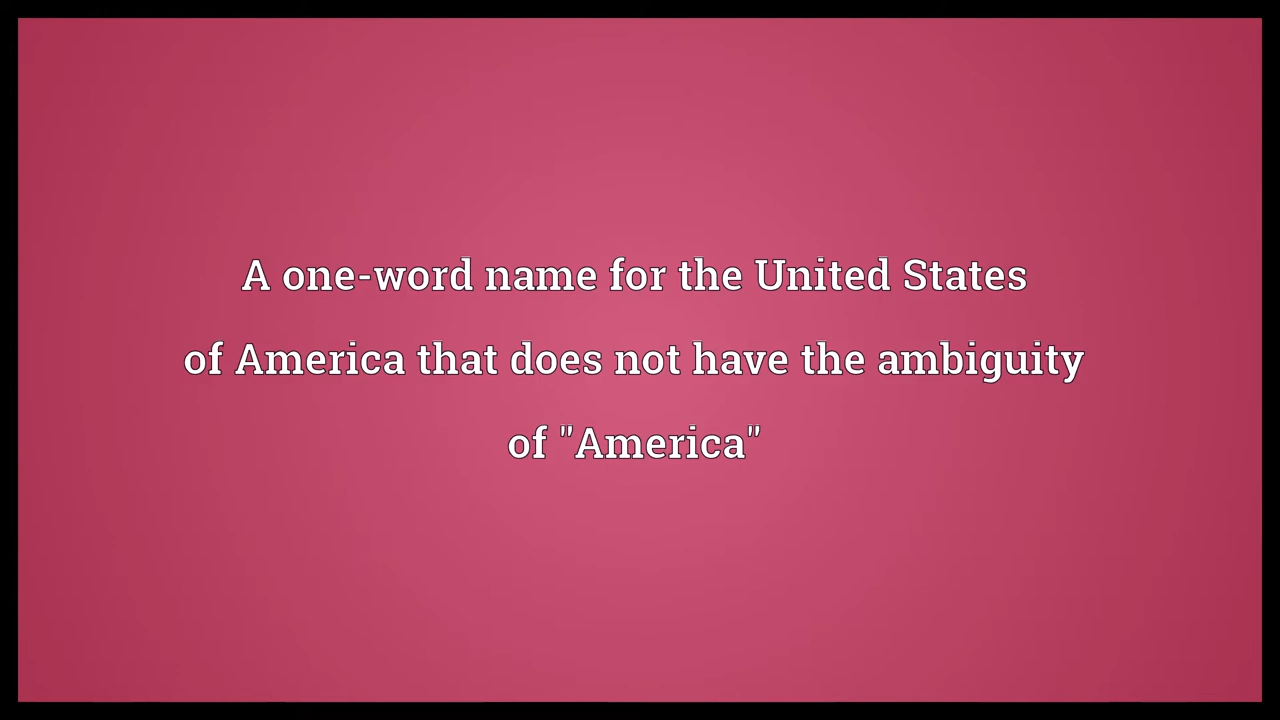 A one-word name for the United States
of America that does not have the ambiguity
of "America"